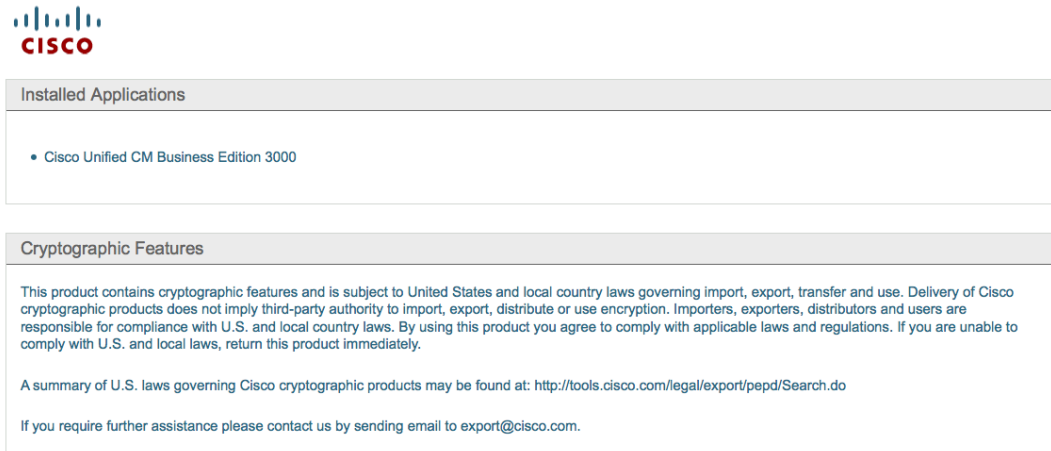 CISCO
Installed Applications
• Cisco Unified CM Business Edition 3000
Cryptographic Features
This product contains cryptographic features and is subject to United States and local country laws governing import, export, transfer and use. Delivery of Cisco
cryptographic products does not imply third-party authority to import, export, distribute or use encryption. Importers, exporters, distributors and users are
responsible for compliance with U.S. and local country laws. By using this product you agree to comply with applicable laws and regulations. If you are unable to
comply with U.S. and local laws, return this product immediately.
A summary of U.S. laws governing Cisco cryptographic products may be found at: http://tools.cisco.com/legal/export/pepd/Search.do
If you require further assistance please contact us by sending email to export@cisco.com.